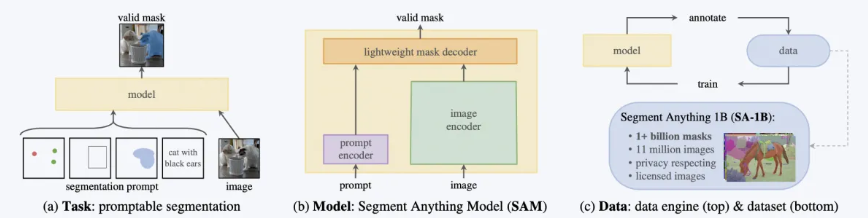 valid mask
model
cat with
black ears
segmentation prompt
image
(a) Task: promptable segmentation
valid mask
lightweight mask decoder
prompt
encoder
image
encoder
prompt
image
(b) Model: Segment Anything Model (SAM)
annotate
model
data
train
Segment Anything 1B (SA-1B):
• 1+ billion masks
• 11 million images
• privacy respecting
• licensed images
(c) Data: data engine (top) & dataset (bottom)